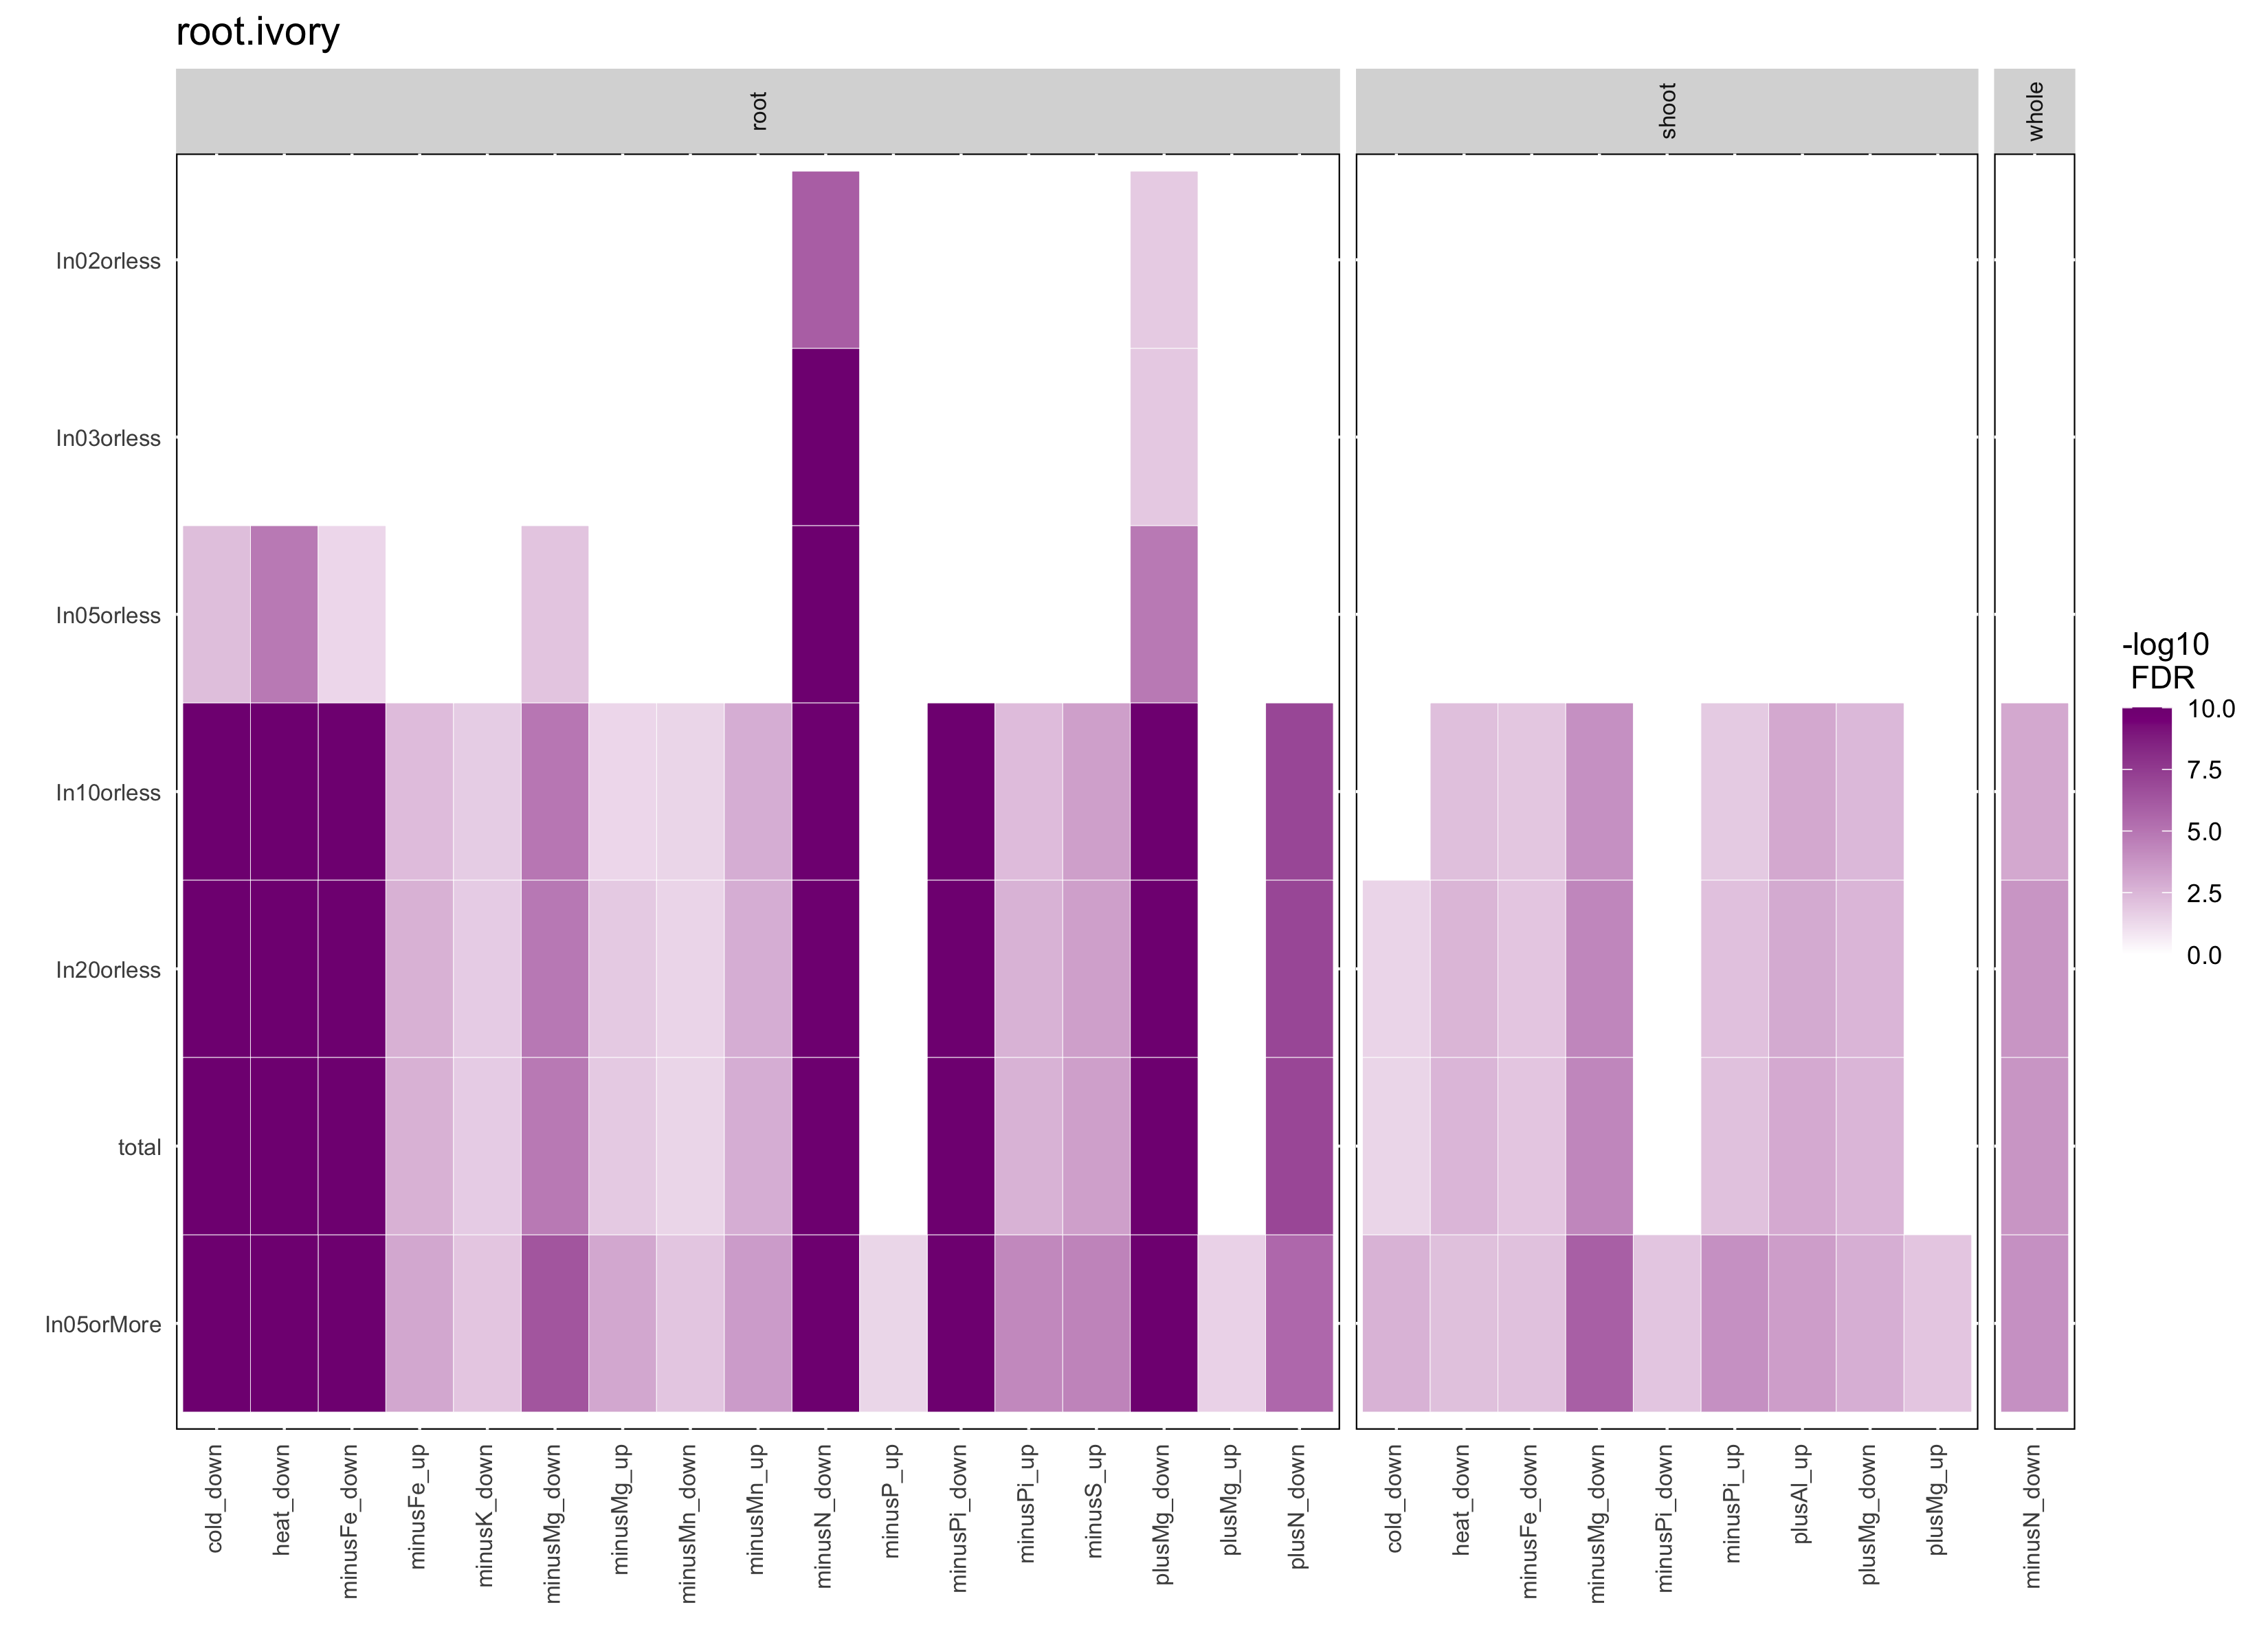 root.ivory
root
shoot
whole
In02orless
In03orless
In05orless
In10orless
In20orless
total
In05orMore
cold_down
heat_down
minusFe_down
minusFe_up
minusK_down
minusMg_down
minusMg_up
minusMn_down
minusMn_up
minusN_down
minusP_up
minusPi_down
minusPi_up
minusS_up
plusMg_down
plusMg_up
plusN_down
cold_down
heat_down
minusFe_down
minusMg_down
minusPi_down
minusPi_up
plusAl_up
plusMg_down
plusMg_up
minusN_down
-log10
FDR
10.0
7.5
5.0
2.5
0.0